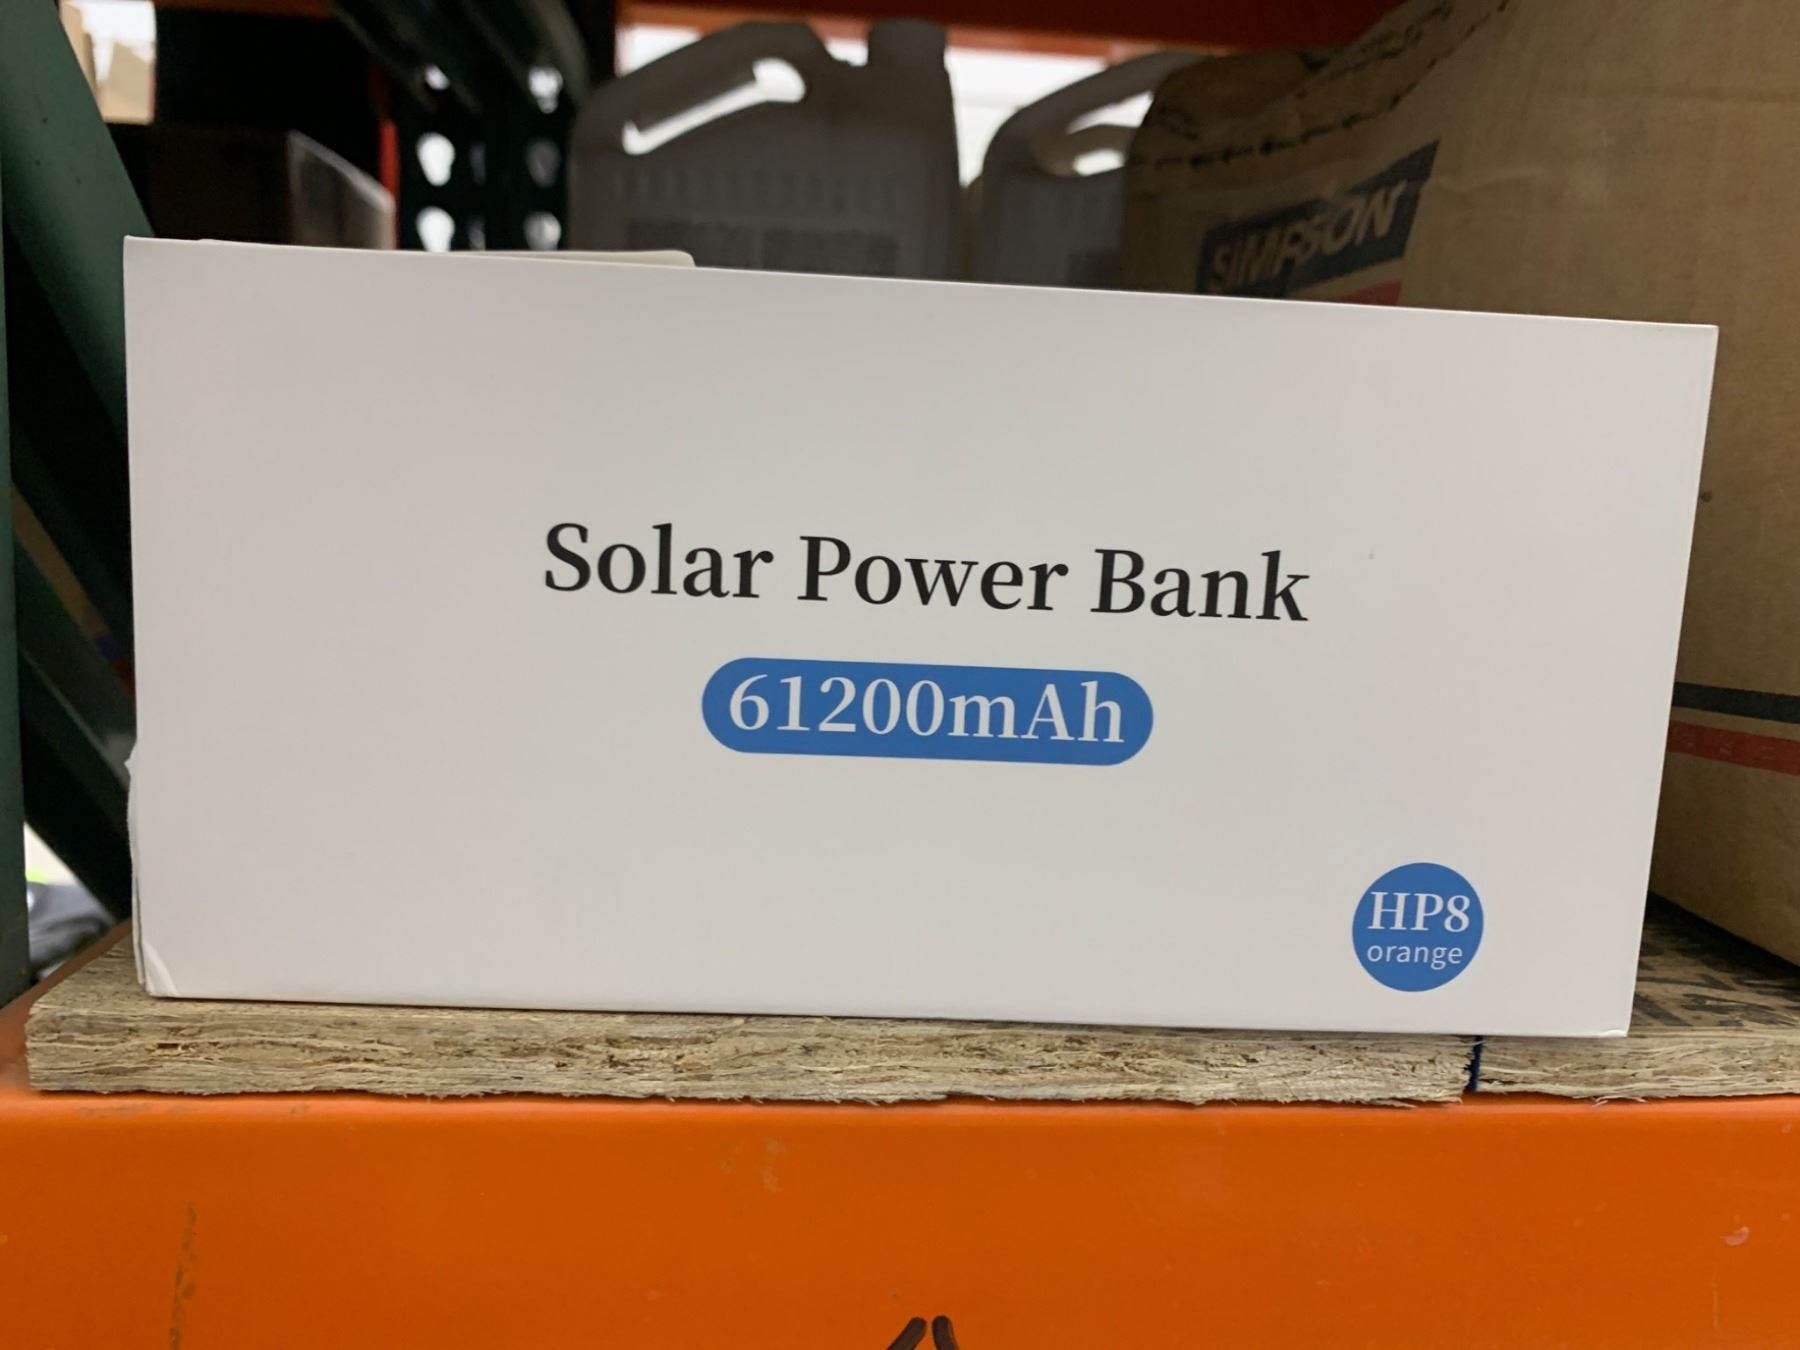 SIMPSON
Solar Power Bank
61200mAh
HP8
orange